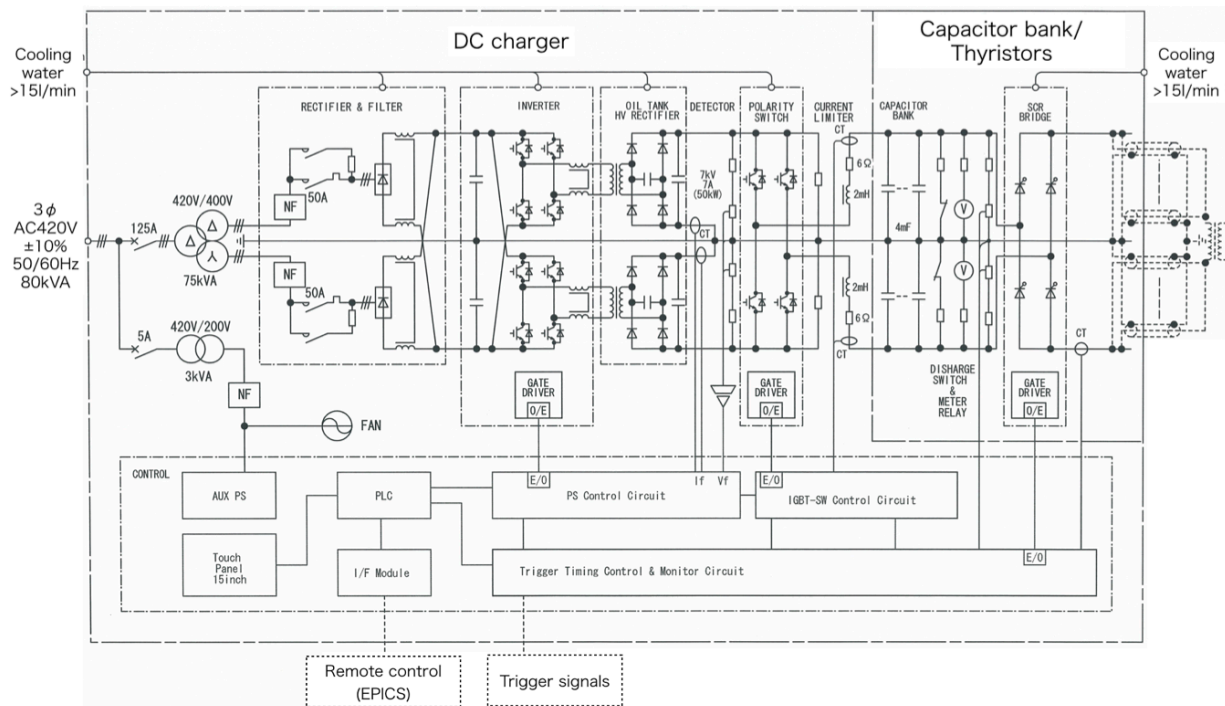 DC charger
Capacitor bank/
Thyristors
Cooling
water
>15l/min
Cooling
water
>15l/min
RECTIFIER & FILTER
INVERTER
OIL TANK
HV RECTIFIER
DETECTOR
POLARITY
SWITCH
CURRENT
LIMITER
CT
CAPACITOR
BANK
SCR
BRIDGE
3φ
AC420V
±10%
50/60Hz
80kVA
125A
420V/400V
Δ
Δ
人
75kVA
NF
50A
NF
50A
7kV
7A
(50kW)
CT
6Ω
2mH
4mF
V
V
2mH
6Ω
CT
CT
5A
420V/200V
3kVA
NF
FAN
GATE
DRIVER
O/E
GATE
DRIVER
O/E
DISCHARGE
SWITCH
&
METER
RELAY
GATE
DRIVER
O/E
CONTROL
AUX PS
PLC
E/O
PS Control Circuit
If
Vf
E/O
IGBT-SW Control Circuit
Touch
Panel
15inch
I/F Module
Trigger Timing Control & Monitor Circuit
E/O
Remote control
(EPICS)
Trigger signals